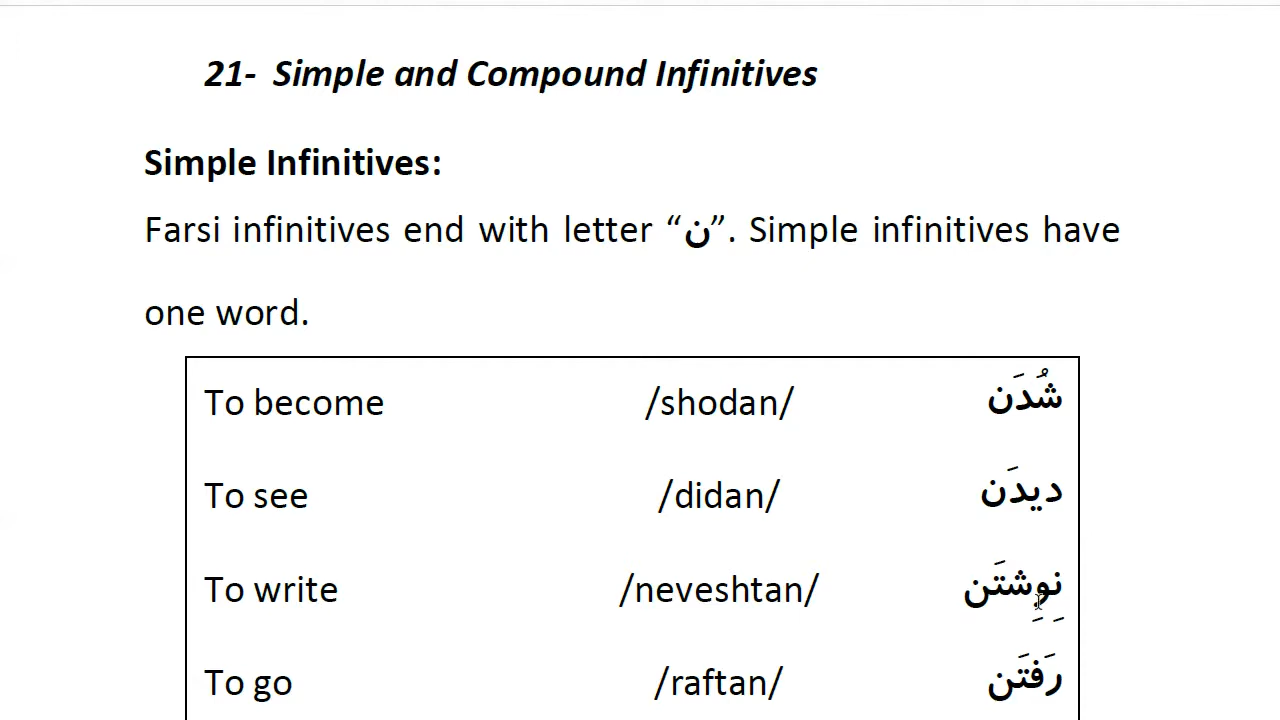 21- Simple and Compound Infinitives
Simple Infinitives:
Farsi infinitives end with letter “ن”. Simple infinitives have
one word.
To become /shodan/ شُدَن
To see /didan/ دیدَن
To write /neveshtan/ نِوِشتَن
To go /raftan/ رَفتَن